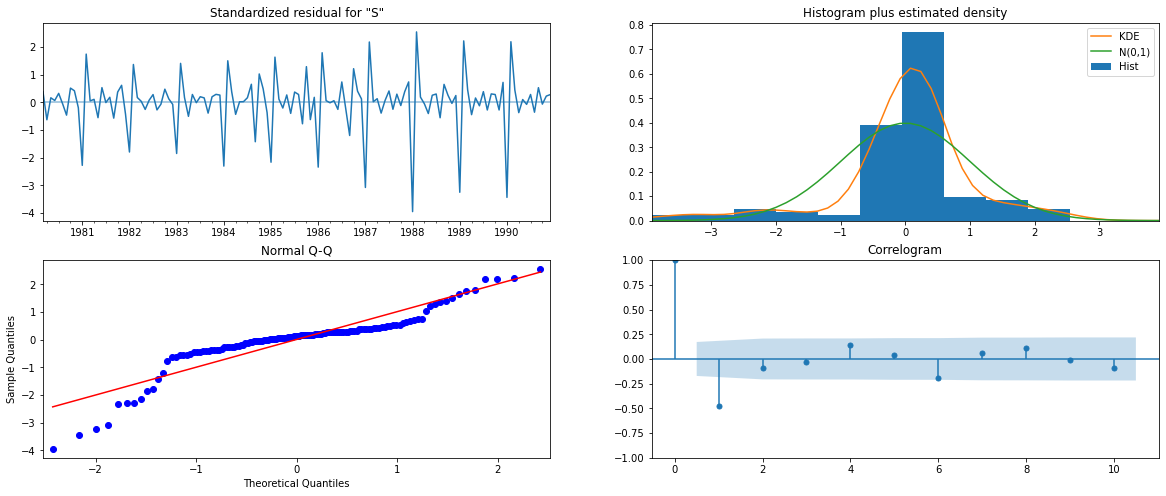 Standardized residual for "S"
2
1
0
−1
−2
−3
−4
1981 1982 1983 1984 1985 1986 1987 1988 1989 1990
Histogram plus estimated density
0.8
0.7
0.6
0.5
0.4
0.3
0.2
0.1
0.0
KDE
N(0,1)
Hist
−3 −2 −1 0 1 2 3
Normal Q-Q
Sample Quantiles
2
1
0
−1
−2
−3
−4
−2 −1 0 1 2
Theoretical Quantiles
Correlogram
1.00
0.75
0.50
0.25
0.00
−0.25
−0.50
−0.75
−1.00
0 2 4 6 8 10